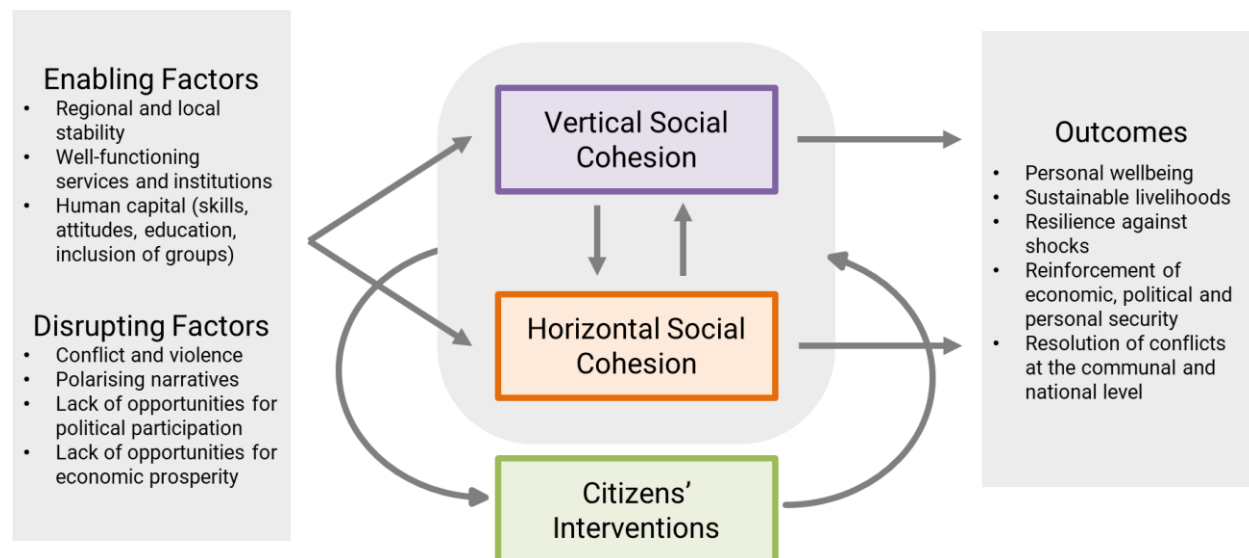 Enabling Factors
• Regional and local
stability
• Well-functioning
services and institutions
• Human capital (skills,
attitudes, education,
inclusion of groups)
Disrupting Factors
• Conflict and violence
• Polarising narratives
• Lack of opportunities for
political participation
• Lack of opportunities for
economic prosperity
Vertical Social
Cohesion
Horizontal Social
Cohesion
Citizens’
Interventions
Outcomes
• Personal wellbeing
• Sustainable livelihoods
• Resilience against
shocks
• Reinforcement of
economic, political and
personal security
• Resolution of conflicts
at the communal and
national level